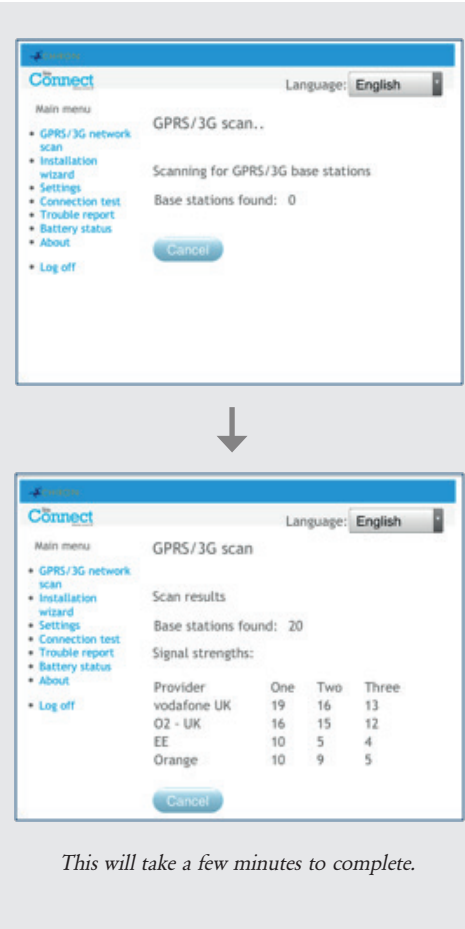 Connect
Language: English
Main menu
GPRS/3G scan..
• GPRS/3G network
scan
• Installation
wizard
• Settings
• Connection test
• Trouble report
• Battery status
• About
• Log off
Scanning for GPRS/3G base stations
Base stations found: 0
Cancel
Connect
Language: English
Main menu
GPRS/3G scan
• GPRS/3G network
scan
• Installation
wizard
• Settings
• Connection test
• Trouble report
• Battery status
• About
• Log off
Scan results
Base stations found: 20
Signal strengths:
Provider One Two Three
vodafone UK 19 16 13
O2 - UK 16 15 12
EE 10 5 4
Orange 10 9 5
Cancel
This will take a few minutes to complete.